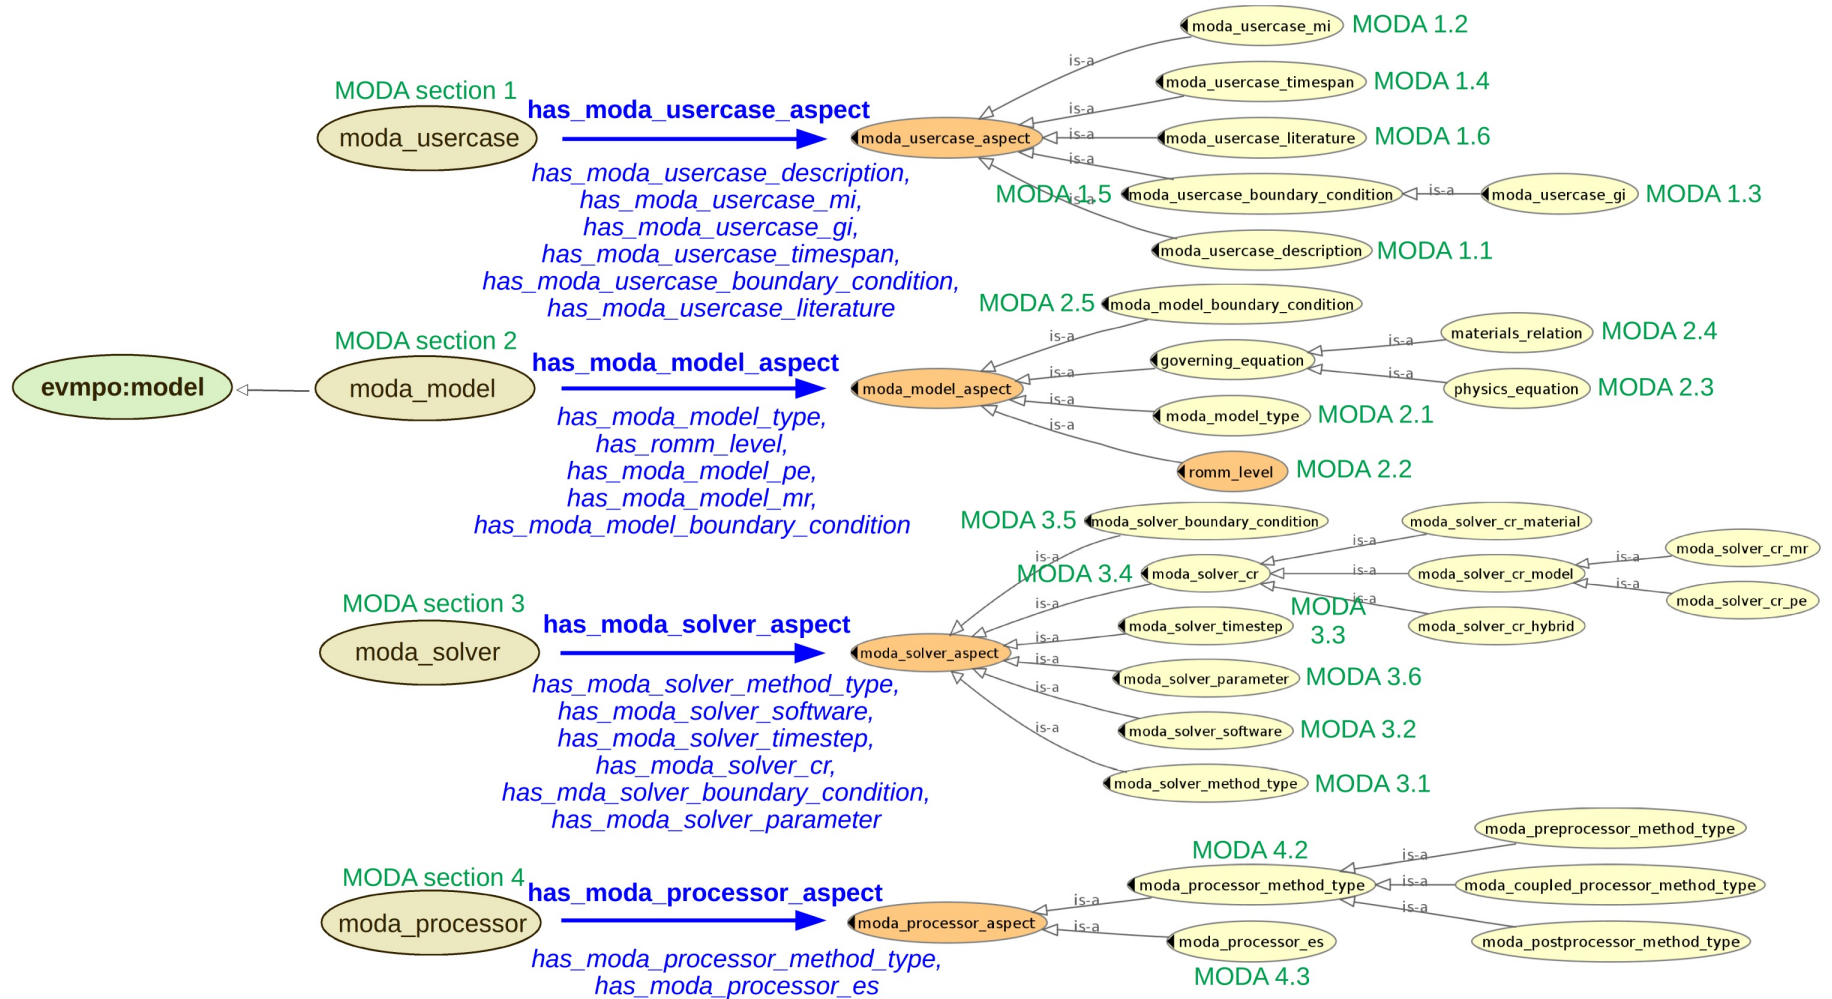 moda_usercase_mi MODA 1.2
is-a
MODA section 1
has_moda_usercase_aspect
moda_usercase_timespan MODA 1.4
is-a
moda_usercase
moda_usercase_aspect
is-a
moda_usercase_literature MODA 1.6
is-a
has_moda_usercase_description,
has_moda_usercase_mi,
has_moda_usercase_gi,
has_moda_usercase_timespan,
has_moda_usercase_boundary_condition,
has_moda_usercase_literature
MODA 1.5 moda_usercase_boundary_condition is-a moda_usercase_gi MODA 1.3
is-a
moda_usercase_description MODA 1.1
MODA 2.5 moda_model_boundary_condition
MODA section 2
is-a
has_moda_model_aspect
governing_equation is-a materials_relation MODA 2.4
evmpo:model
moda_model
moda_model_aspect
is-a
is-a physics_equation MODA 2.3
is-a
moda_model_type MODA 2.1
is-a
romm_level MODA 2.2
has_moda_model_type,
has_romm_level,
has_moda_model_pe,
has_moda_model_mr,
has_moda_model_boundary_condition
MODA 3.5 moda_solver_boundary_condition
is-a
moda_solver_cr_material
is-a
MODA 3.4 moda_solver_cr is-a moda_solver_cr_model
is-a moda_solver_cr_mr
is-a moda_solver_cr_pe
is-a
moda_solver_cr_hybrid
is-a
MODA section 3
has_moda_solver_aspect
moda_solver_timestep MODA
3.3
is-a
moda_solver
moda_solver_aspect
is-a
moda_solver_parameter MODA 3.6
is-a
moda_solver_software MODA 3.2
is-a
moda_solver_method_type MODA 3.1
has_moda_solver_method_type,
has_moda_solver_software,
has_moda_solver_timestep,
has_moda_solver_cr,
has_mda_solver_boundary_condition,
has_moda_solver_parameter
moda_preprocessor_method_type
MODA 4.2
is-a
MODA section 4
has_moda_processor_aspect
moda_processor_method_type is-a moda_coupled_processor_method_type
is-a
is-a
moda_processor
moda_processor_aspect
is-a
moda_processor_es
moda_postprocessor_method_type
MODA 4.3
has_moda_processor_method_type,
has_moda_processor_es